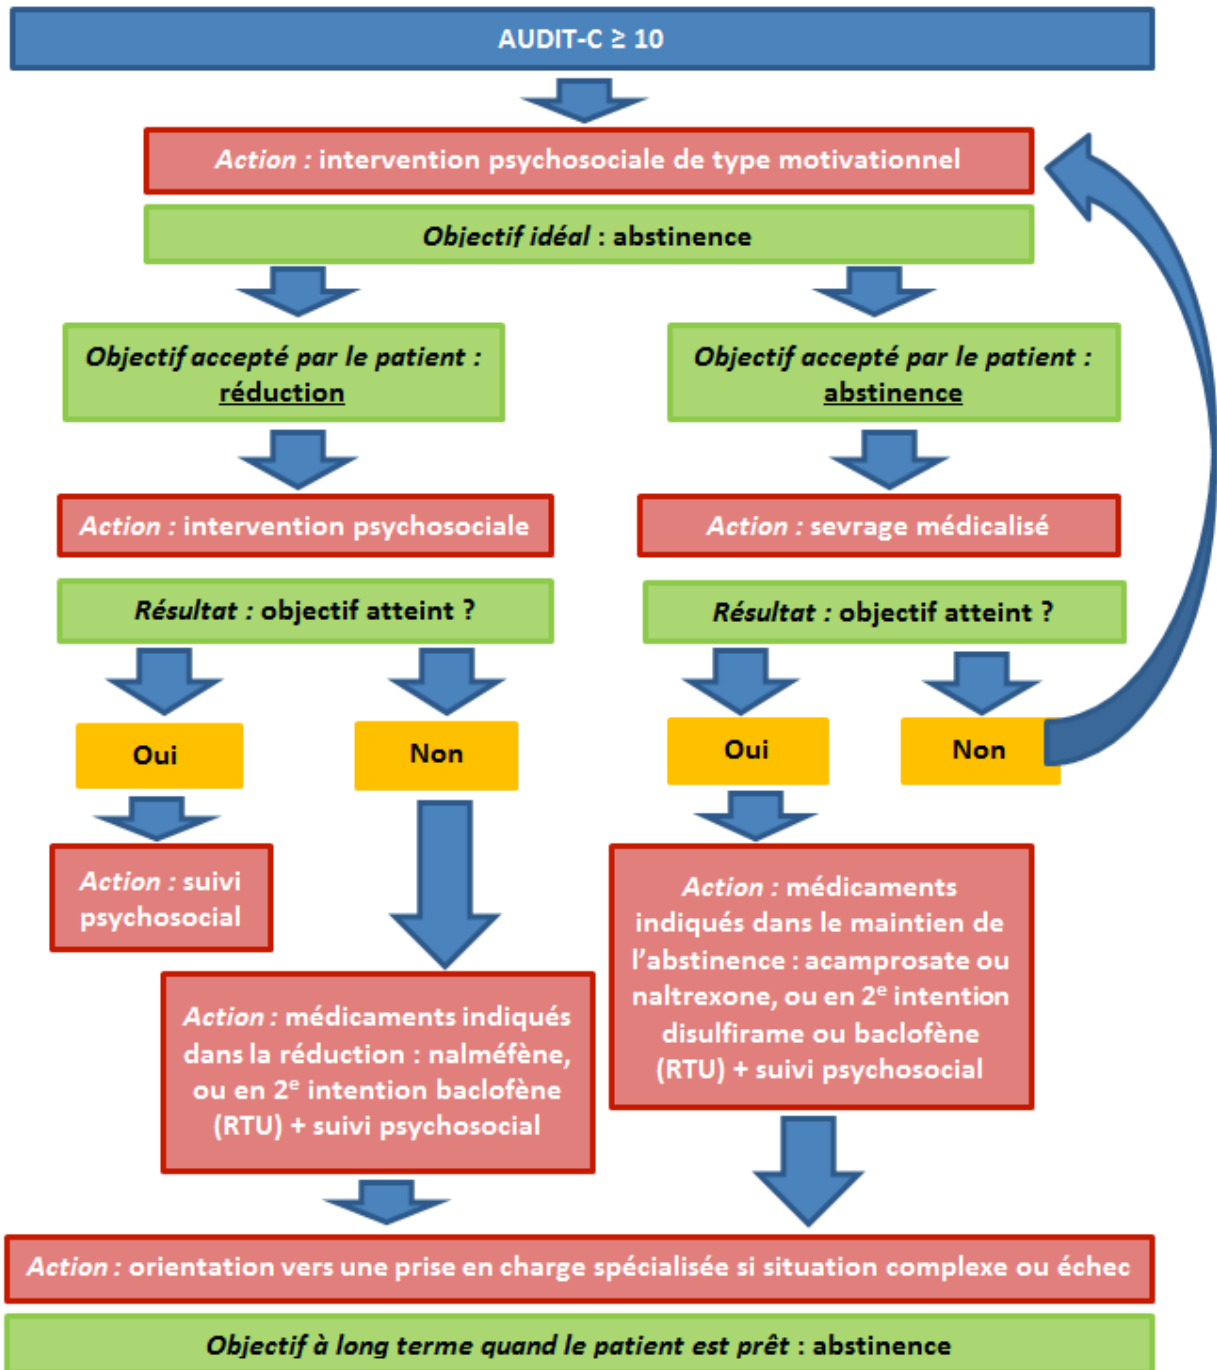 AUDIT-C ≥ 10
Action : intervention psychosociale de type motivationnel
Objectif idéal : abstinence
Objectif accepté par le patient :
réduction
Objectif accepté par le patient :
abstinence
Action : intervention psychosociale
Action : sevrage médicalisé
Résultat : objectif atteint ?
Résultat : objectif atteint ?
Oui
Non
Oui
Non
Action : suivi
psychosocial
Action : médicaments
indiqués dans le maintien de
l'abstinence : acamprosate ou
naltrexone, ou en 2e intention
disulfirame ou baclofène
(RTU) + suivi psychosocial
Action : médicaments indiqués
dans la réduction : nalméfène,
ou en 2e intention baclofène
(RTU) + suivi psychosocial
Action : orientation vers une prise en charge spécialisée si situation complexe ou échec
Objectif à long terme quand le patient est prêt : abstinence